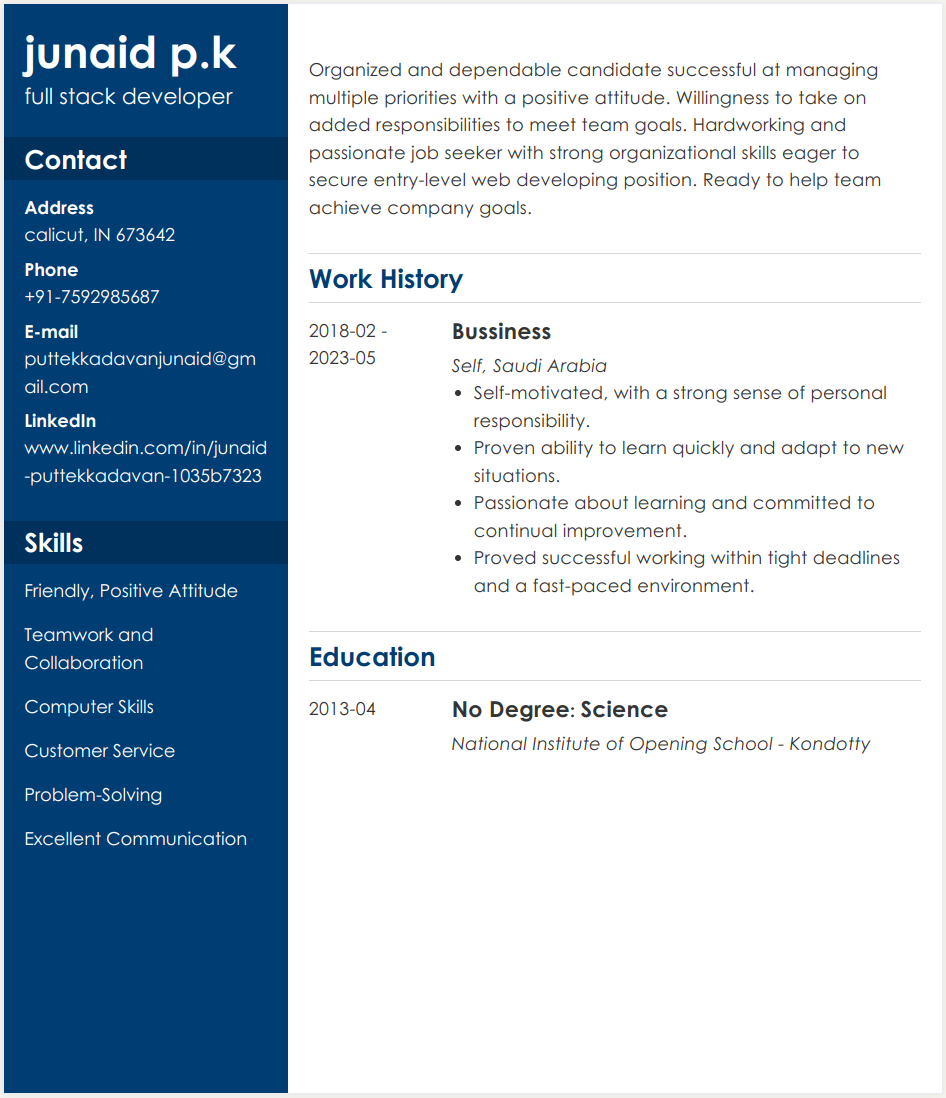 junaid p.k
full stack developer
Contact
Address
calicut, IN 673642
Phone
+91-7592985687
E-mail
puttekkadavanjunaid@gm
ail.com
LinkedIn
www.linkedin.com/in/junaid
-puttekkadavan-1035b7323
Skills
Friendly, Positive Attitude
Teamwork and
Collaboration
Computer Skills
Customer Service
Problem-Solving
Excellent Communication
Organized and dependable candidate successful at managing
multiple priorities with a positive attitude. Willingness to take on
added responsibilities to meet team goals. Hardworking and
passionate job seeker with strong organizational skills eager to
secure entry-level web developing position. Ready to help team
achieve company goals.
Work History
2018-02 -
2023-05
Bussiness
Self, Saudi Arabia
• Self-motivated, with a strong sense of personal
responsibility.
• Proven ability to learn quickly and adapt to new
situations.
• Passionate about learning and committed to
continual improvement.
• Proved successful working within tight deadlines
and a fast-paced environment.
Education
2013-04
No Degree: Science
National Institute of Opening School - Kondotty